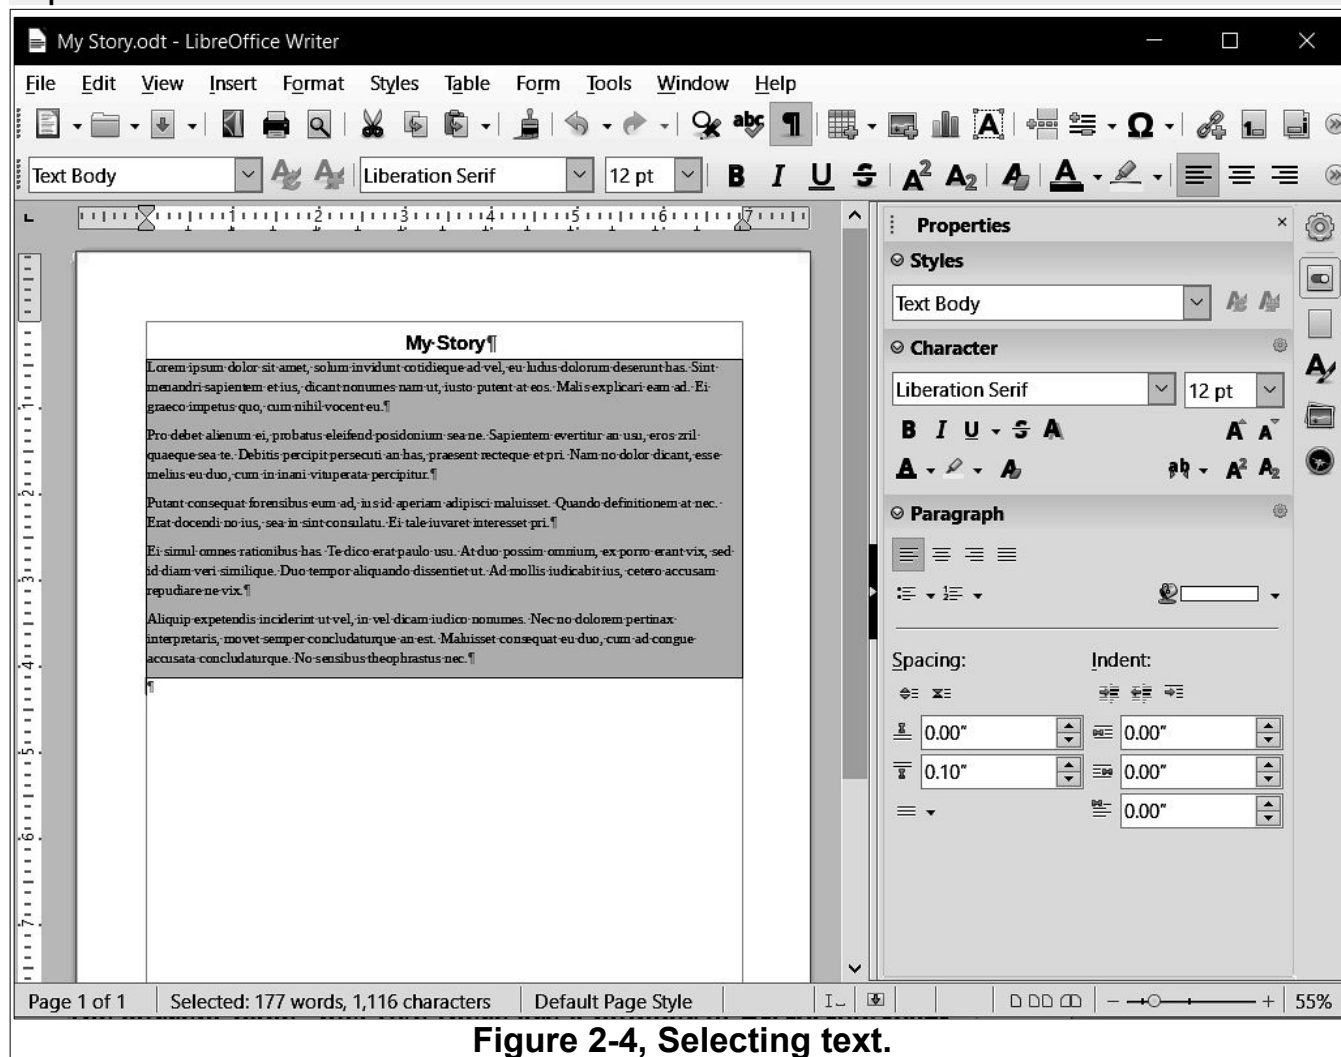 My Story.odt - LibreOffice Writer
File Edit View Insert Format Styles Table Form Tools Window Help
Text Body Liberation Serif 12 pt
Properties
Styles
Text Body
Character
Liberation Serif 12 pt
Paragraph
Spacing: Indent:
0.00" 0.00"
0.10" 0.00"
0.00"
My Story¶
Lorem ipsum dolor sit amet, solum invidunt cotidieque ad vel, eu ludus dolorum deserunt has. Sint
menandri sapientem et ius, dicant nonumes nam ut, iusto putent at eos. Malis explicari eam ad. Ei
graeco impetus quo, cum nihil vocent eu.¶
Pro debet alienum ei, probatus eleifend posidonium sea ne. Sapientem evertitur an usu, eros zril
quaeque sea te. Debitis percipit persecuti an has, praesent recteque et pri. Nam no dolor dicant, esse
melius eu duo, cum in inani vituperata percipitur.¶
Putant consequat forensibus eum ad, ius id aperiam adipisci maluisset. Quando definitionem at nec.
Erat docendi no ius, sea in sint consulatu. Ei tale iuvaret interesset pri.¶
Ei simul omnes rationibus has. Te dico erat paulo usu. At duo possim omnium, ex porro erant vix, sed
id diam veri similique. Duo tempor aliquando dissentiet ut. Ad mollis iudicabit ius, cetero accusam
repudiare ne vix.¶
Aliquip expetendis inciderint ut vel, in vel dicam iudico nonumes. Nec no dolorem pertinax
interpretaris, movet semper concludaturque an est. Maluisset consequat eu duo, cum ad congue
accusata concludaturque. No sensibus theophrastus nec.¶
¶
Page 1 of 1 Selected: 177 words, 1,116 characters Default Page Style 55%
Figure 2-4, Selecting text.